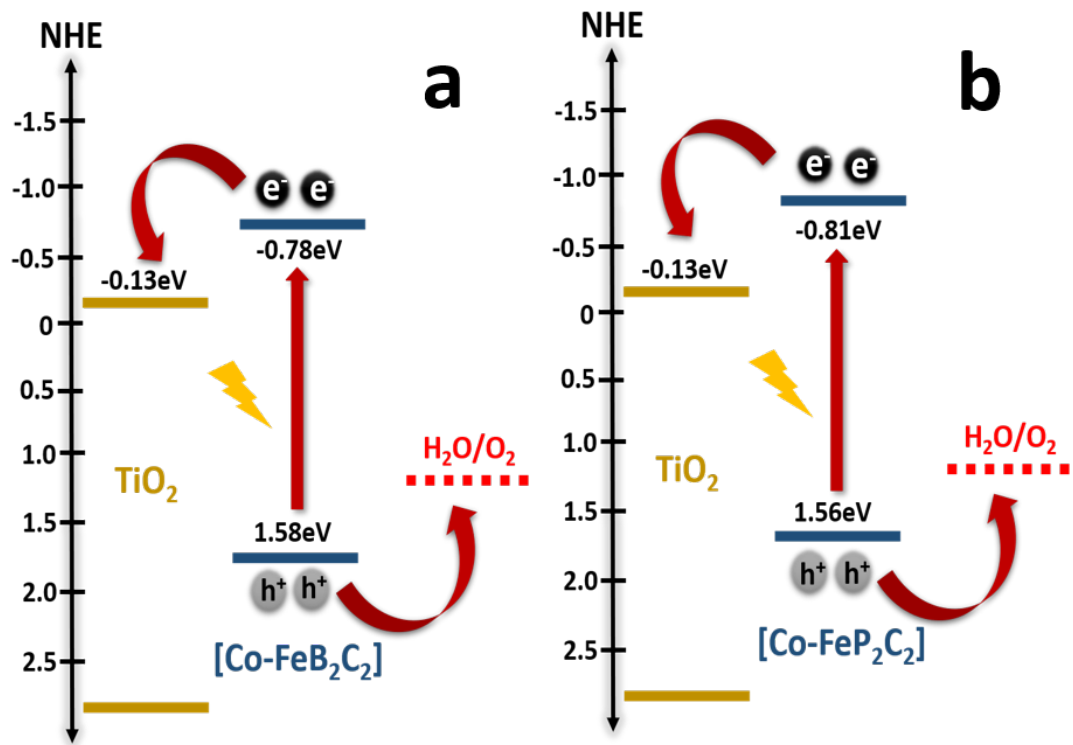 NHE
a
-1.5
-1.0
-0.5
0
0.5
1.0
1.5
2.0
2.5
e⁻ e⁻
-0.78eV
-0.13eV
TiO₂
H₂O/O₂
1.58eV
h⁺ h⁺
[Co-FeB₂C₂]
NHE
b
-1.5
-1.0
-0.5
0
0.5
1.0
1.5
2.0
2.5
e⁻ e⁻
-0.81eV
-0.13eV
TiO₂
H₂O/O₂
1.56eV
h⁺ h⁺
[Co-FeP₂C₂]